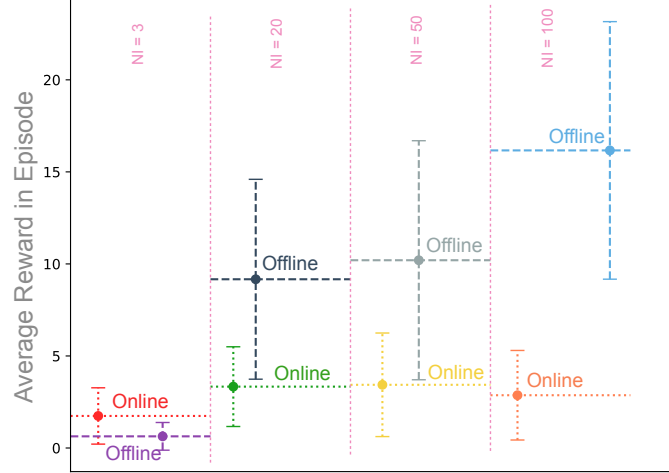 NI = 3
NI = 20
NI = 50
NI = 100
Average Reward in Episode
20
15
10
5
0
Offline
Offline
Offline
Online
Online
Online
Online
Offline